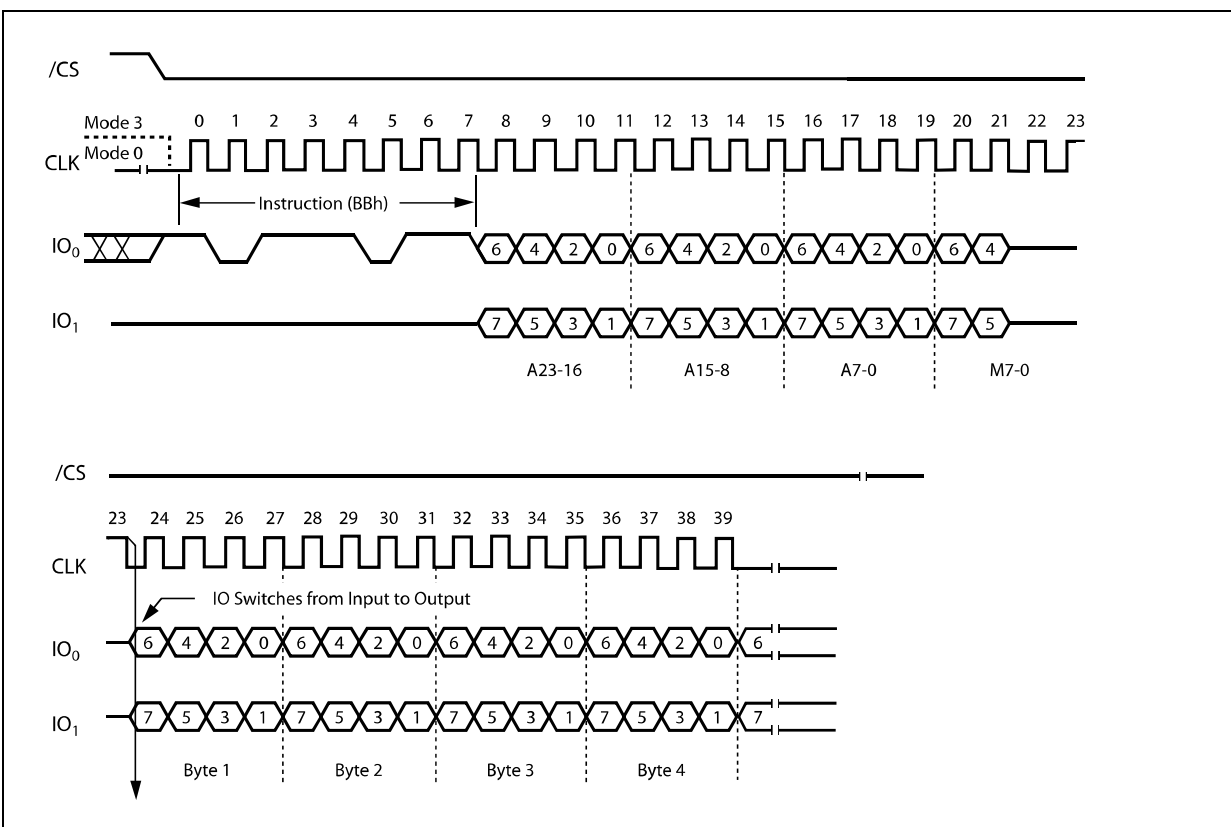 /CS
Mode 3
0 1 2 3 4 5 6 7 8 9 10 11 12 13 14 15 16 17 18 19 20 21 22 23
Mode 0
CLK
Instruction (BBh)
IO0 6 4 2 0 6 4 2 0 6 4 2 0 6 4
IO1 7 5 3 1 7 5 3 1 7 5 3 1 7 5
A23-16 A15-8 A7-0 M7-0
/CS
23 24 25 26 27 28 29 30 31 32 33 34 35 36 37 38 39
CLK
IO Switches from Input to Output
IO0 6 4 2 0 6 4 2 0 6 4 2 0 6 4 2 0 6
IO1 7 5 3 1 7 5 3 1 7 5 3 1 7 5 3 1 7
Byte 1 Byte 2 Byte 3 Byte 4